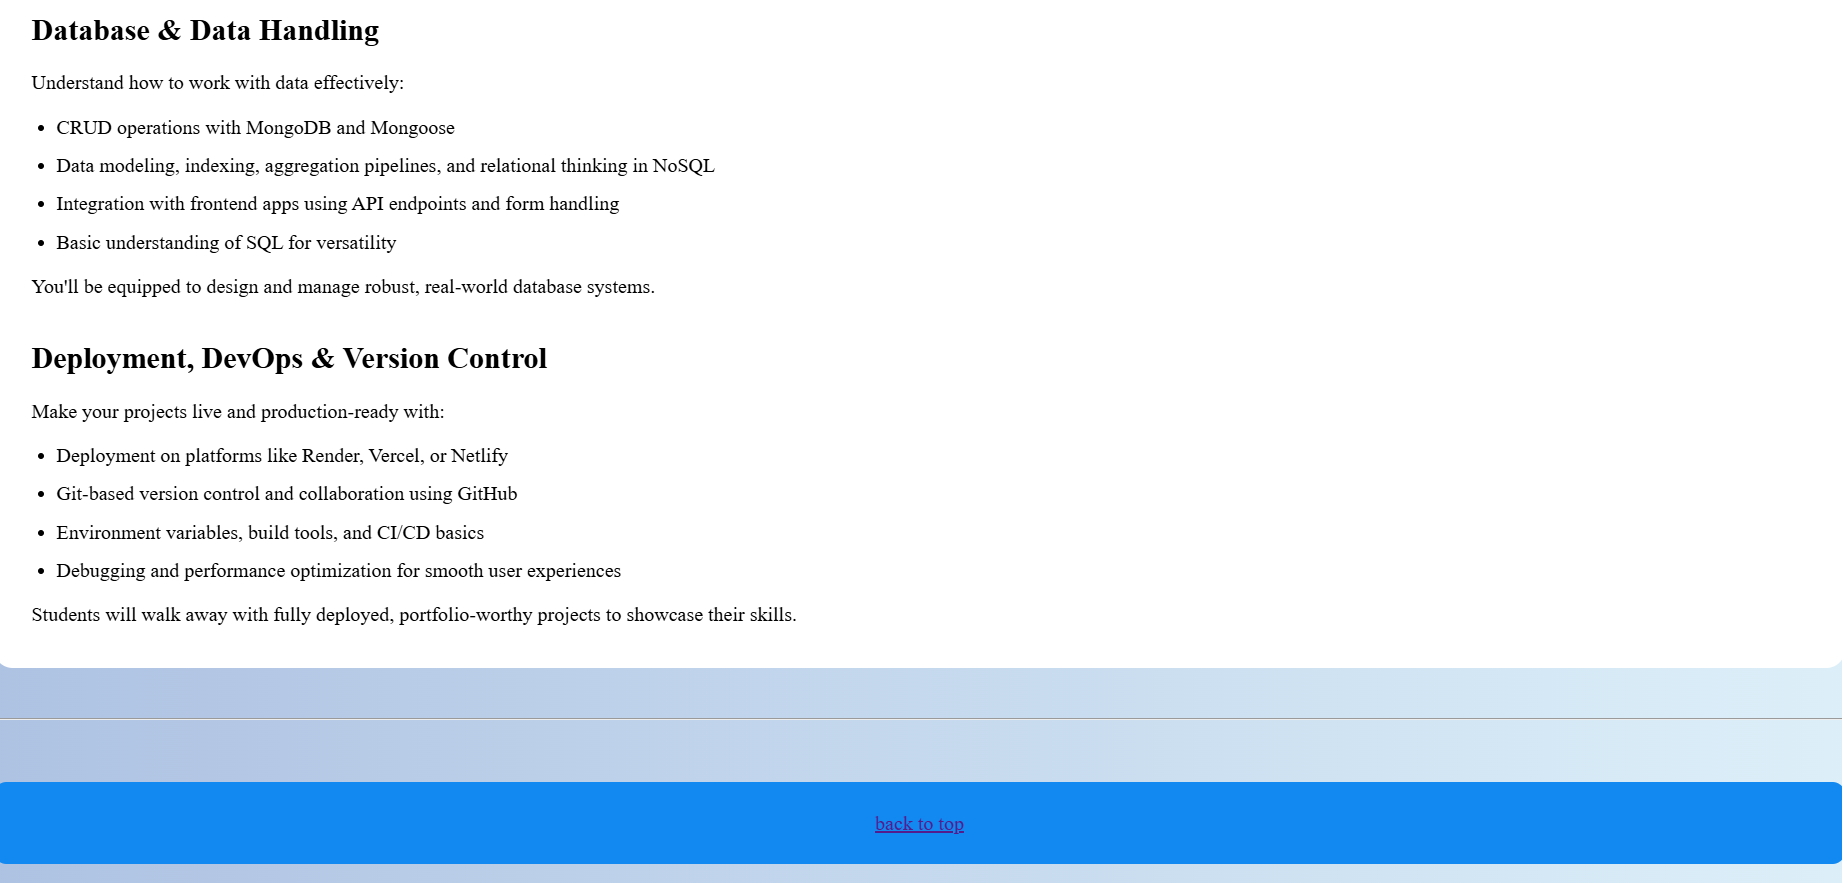 Database & Data Handling
Understand how to work with data effectively:
CRUD operations with MongoDB and Mongoose
Data modeling, indexing, aggregation pipelines, and relational thinking in NoSQL
Integration with frontend apps using API endpoints and form handling
Basic understanding of SQL for versatility
You'll be equipped to design and manage robust, real-world database systems.
Deployment, DevOps & Version Control
Make your projects live and production-ready with:
Deployment on platforms like Render, Vercel, or Netlify
Git-based version control and collaboration using GitHub
Environment variables, build tools, and CI/CD basics
Debugging and performance optimization for smooth user experiences
Students will walk away with fully deployed, portfolio-worthy projects to showcase their skills.
back to top